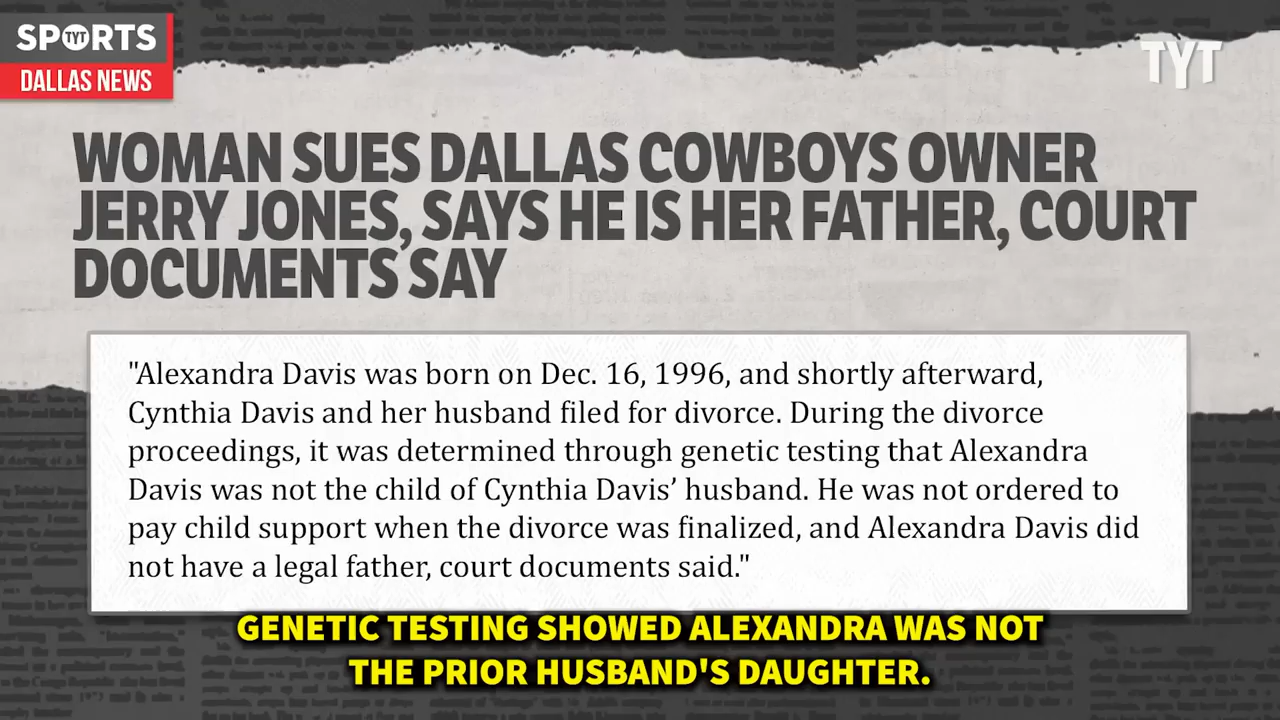 SPORTS
TYT
DALLAS NEWS
TYT
WOMAN SUES DALLAS COWBOYS OWNER
JERRY JONES, SAYS HE IS HER FATHER, COURT
DOCUMENTS SAY
"Alexandra Davis was born on Dec. 16, 1996, and shortly afterward,
Cynthia Davis and her husband filed for divorce. During the divorce
proceedings, it was determined through genetic testing that Alexandra
Davis was not the child of Cynthia Davis’ husband. He was not ordered to
pay child support when the divorce was finalized, and Alexandra Davis did
not have a legal father, court documents said."
GENETIC TESTING SHOWED ALEXANDRA WAS NOT
THE PRIOR HUSBAND'S DAUGHTER.